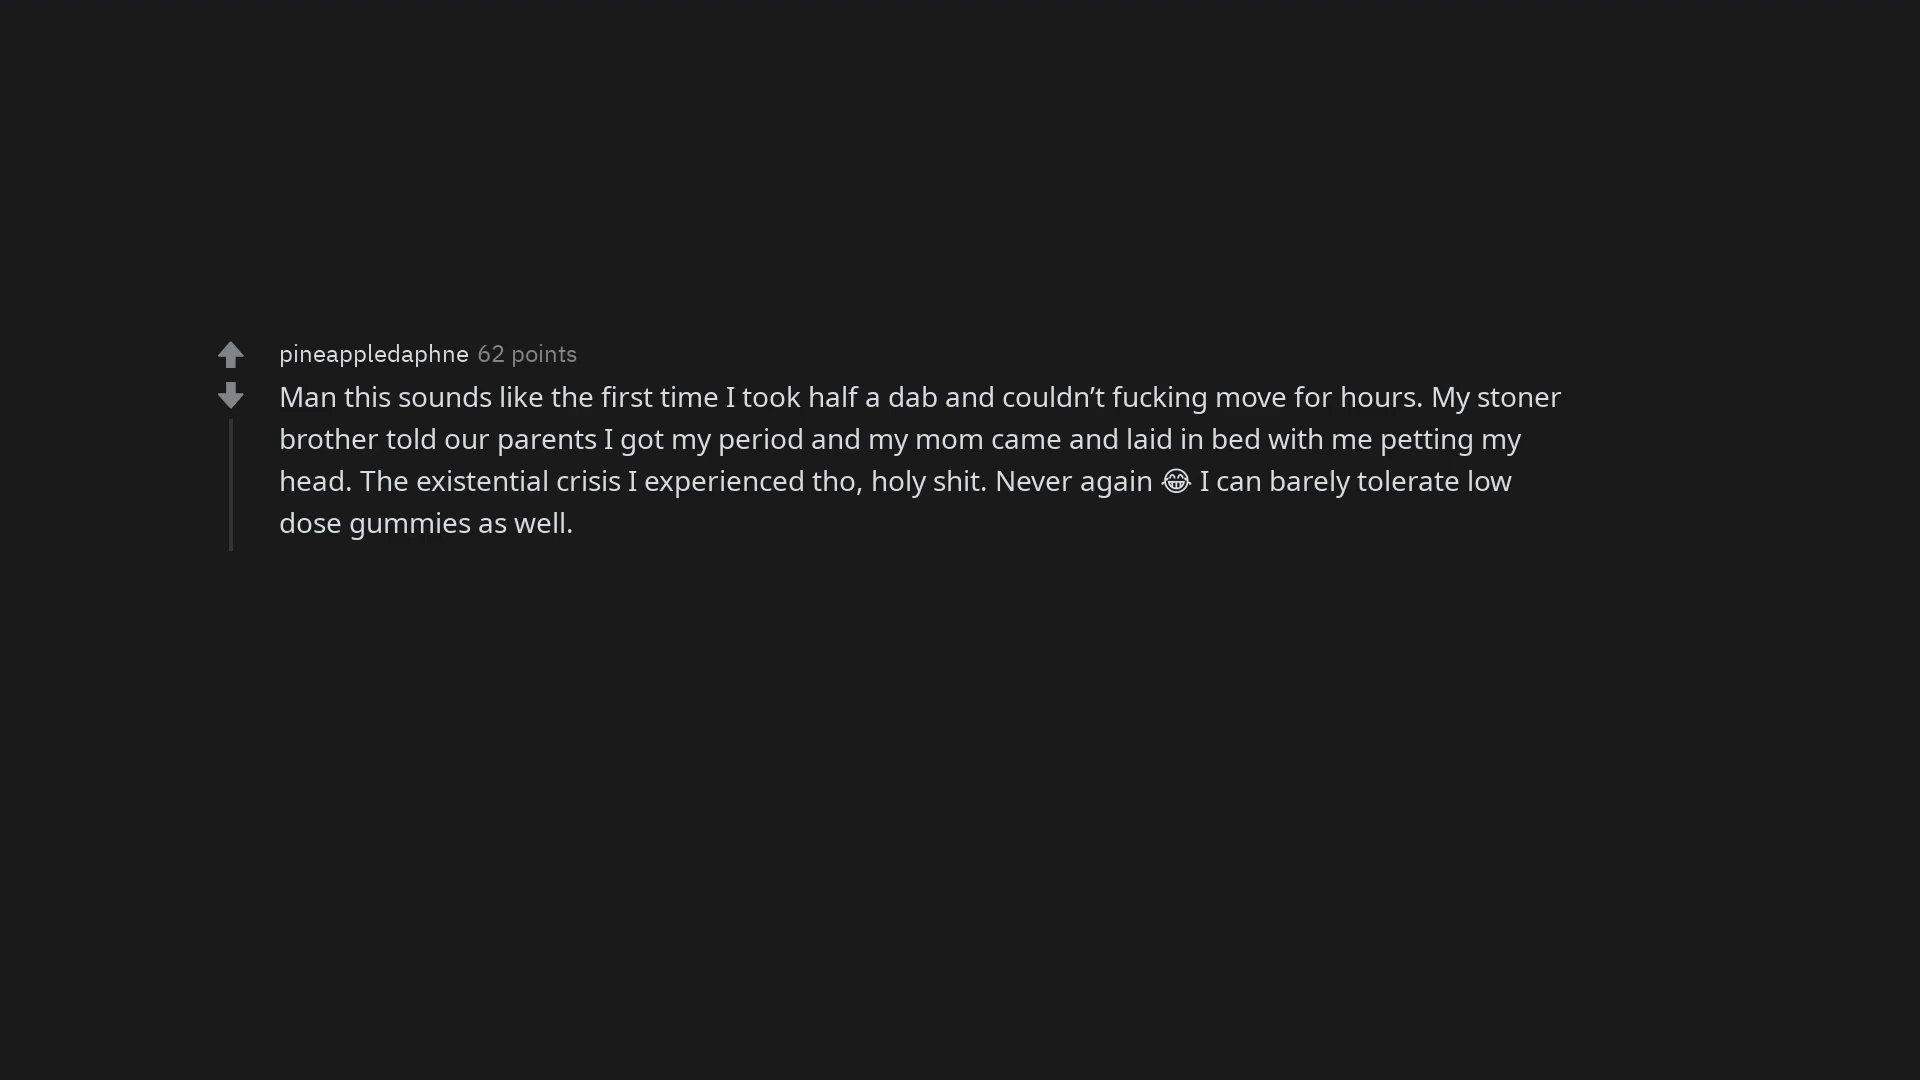 pineappledaphne 62 points
Man this sounds like the first time I took half a dab and couldn’t fucking move for hours. My stoner
brother told our parents I got my period and my mom came and laid in bed with me petting my
head. The existential crisis I experienced tho, holy shit. Never again 😂 I can barely tolerate low
dose gummies as well.